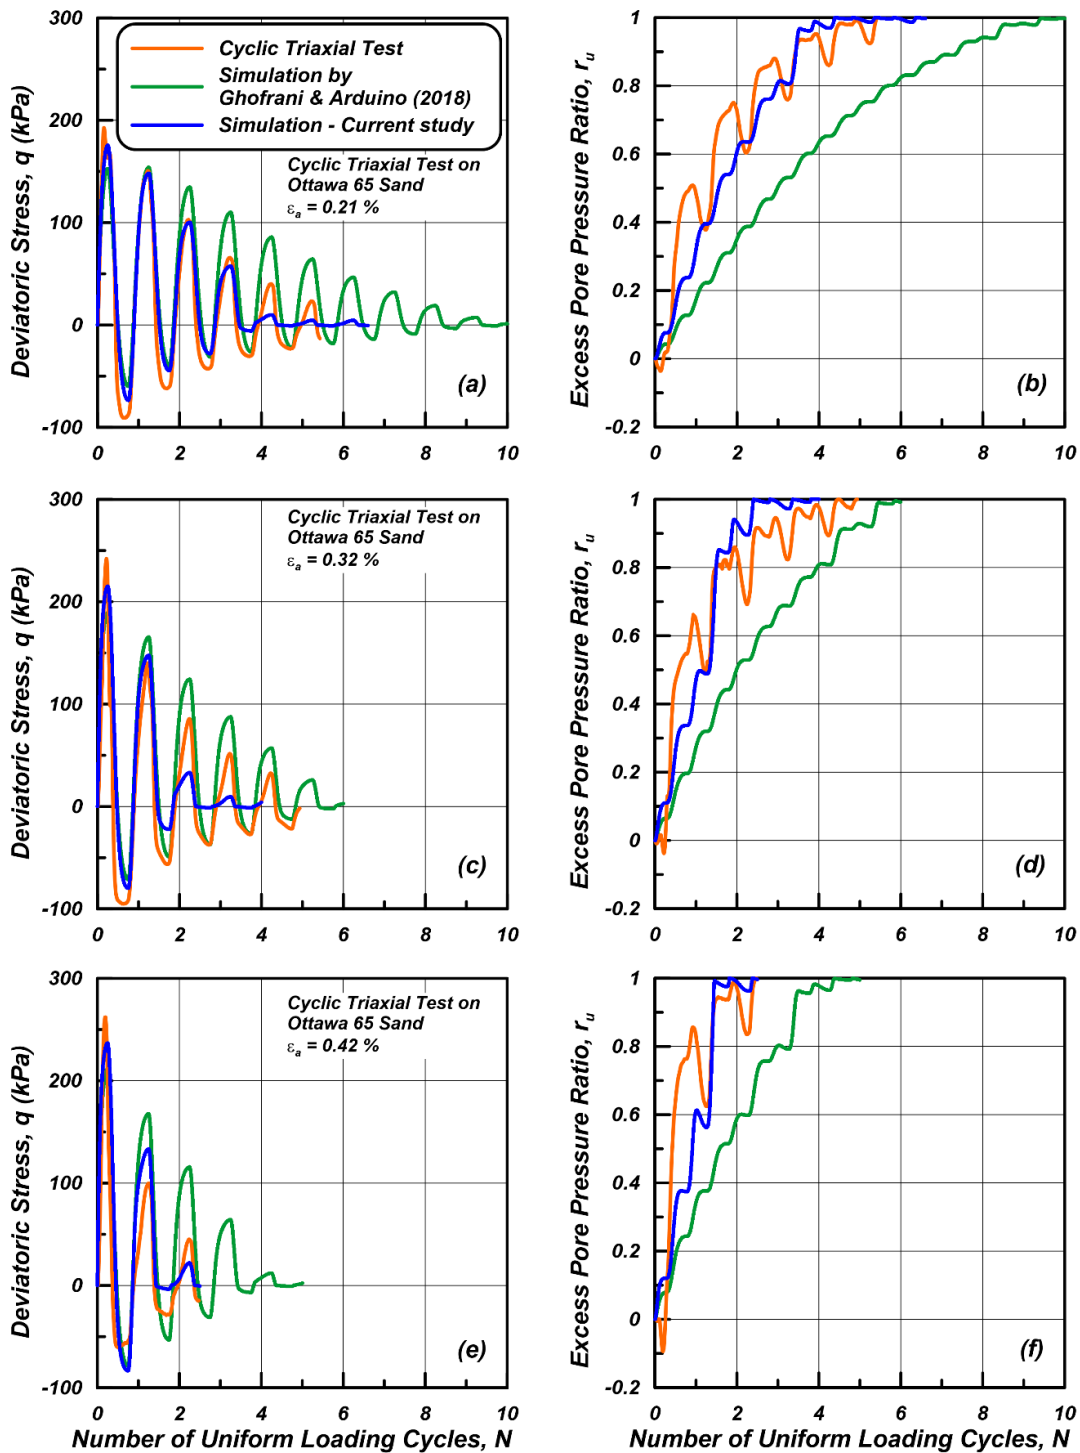 300
200
100
0
-100
Deviatoric Stress, q (kPa)
Cyclic Triaxial Test
Simulation by
Ghofrani & Arduino (2018)
Simulation - Current study
Cyclic Triaxial Test on
Ottawa 65 Sand
εa = 0.21 %
(a)
0 2 4 6 8 10
1
0.8
0.6
0.4
0.2
0
-0.2
Excess Pore Pressure Ratio, ru
(b)
0 2 4 6 8 10
300
200
100
0
-100
Deviatoric Stress, q (kPa)
Cyclic Triaxial Test on
Ottawa 65 Sand
εa = 0.32 %
(c)
0 2 4 6 8 10
1
0.8
0.6
0.4
0.2
0
-0.2
Excess Pore Pressure Ratio, ru
(d)
0 2 4 6 8 10
300
200
100
0
-100
Deviatoric Stress, q (kPa)
Cyclic Triaxial Test on
Ottawa 65 Sand
εa = 0.42 %
(e)
0 2 4 6 8 10
Number of Uniform Loading Cycles, N
1
0.8
0.6
0.4
0.2
0
-0.2
Excess Pore Pressure Ratio, ru
(f)
0 2 4 6 8 10
Number of Uniform Loading Cycles, N